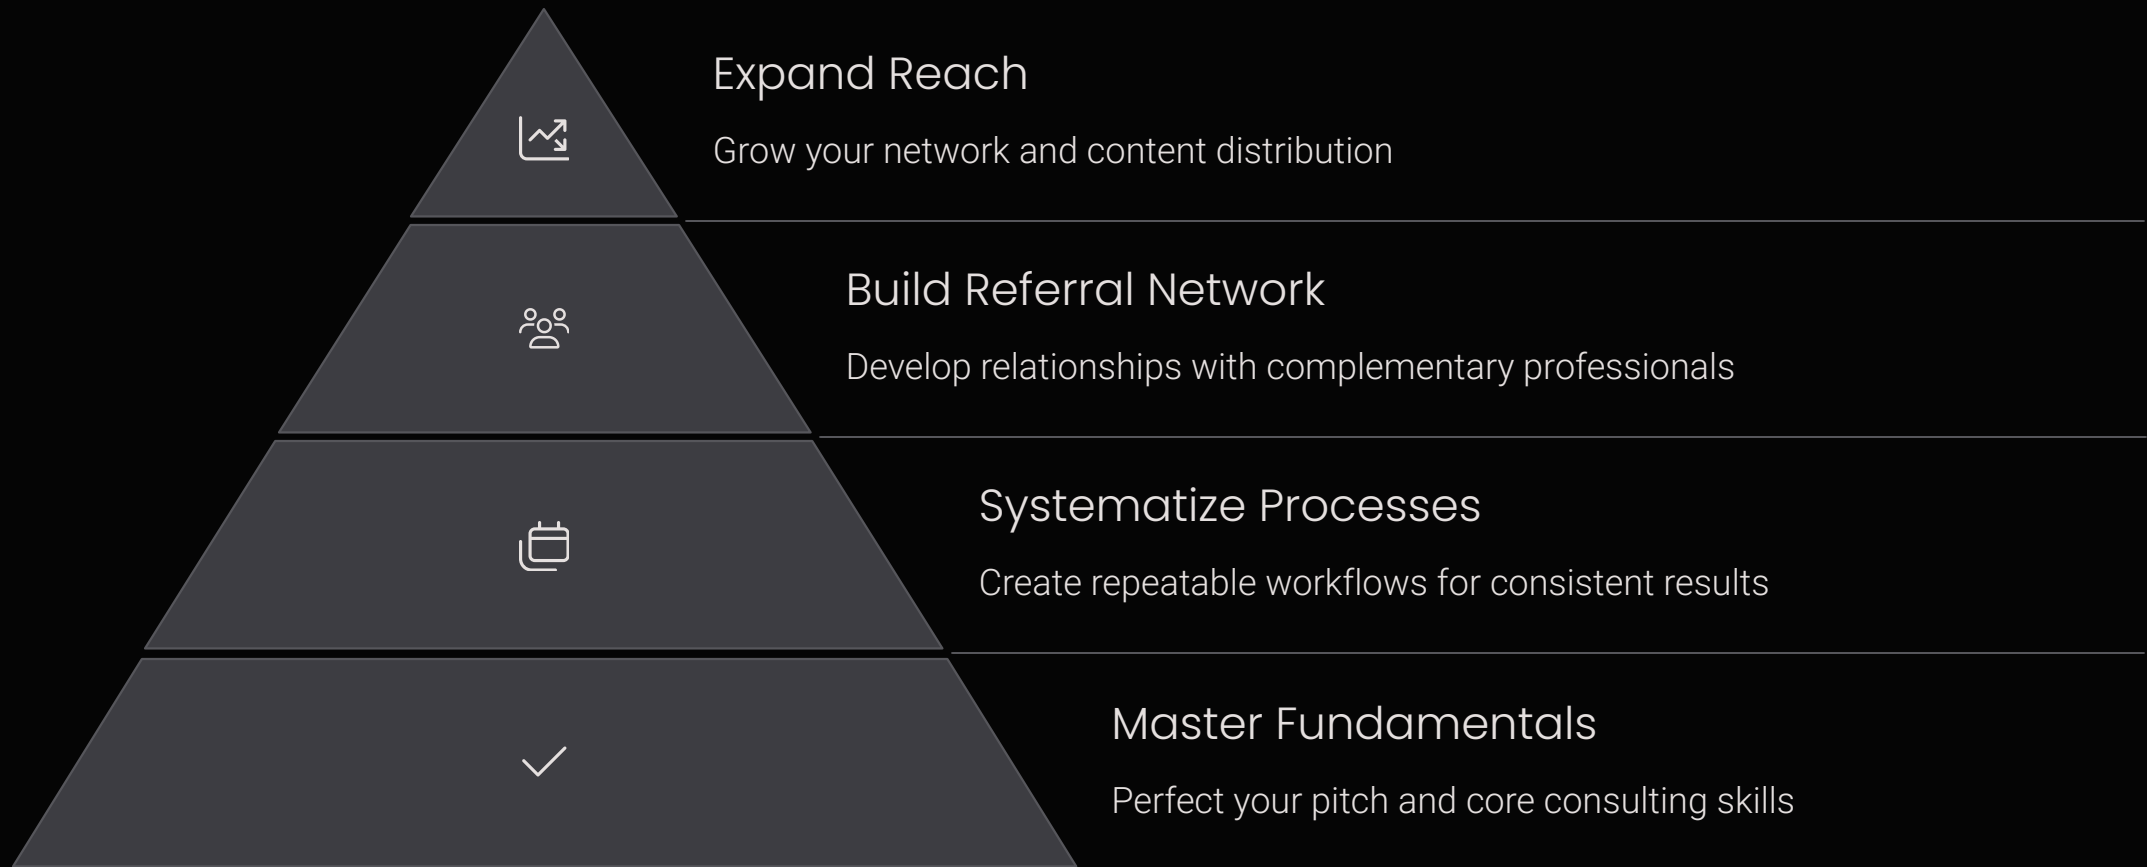 Expand Reach
Grow your network and content distribution
Build Referral Network
Develop relationships with complementary professionals
Systematize Processes
Create repeatable workflows for consistent results
Master Fundamentals
Perfect your pitch and core consulting skills